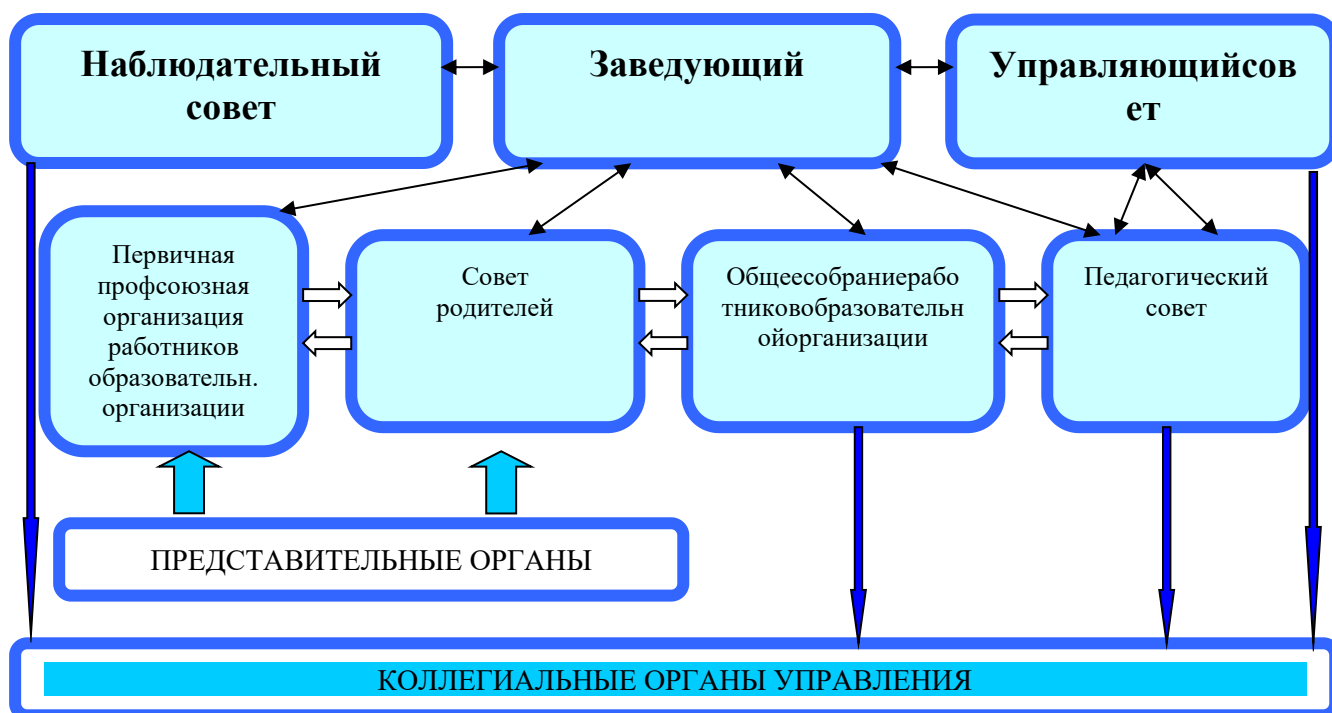 Наблюдательный
совет
Заведующий
Управляющийсов
ет
Первичная
профсоюзная
организация
работников
образовательн.
организации
Совет
родителей
Общеесобраниерабо
тниковобразовательн
ойорганизации
Педагогический
совет
ПРЕДСТАВИТЕЛЬНЫЕ ОРГАНЫ
КОЛЛЕГИАЛЬНЫЕ ОРГАНЫ УПРАВЛЕНИЯ